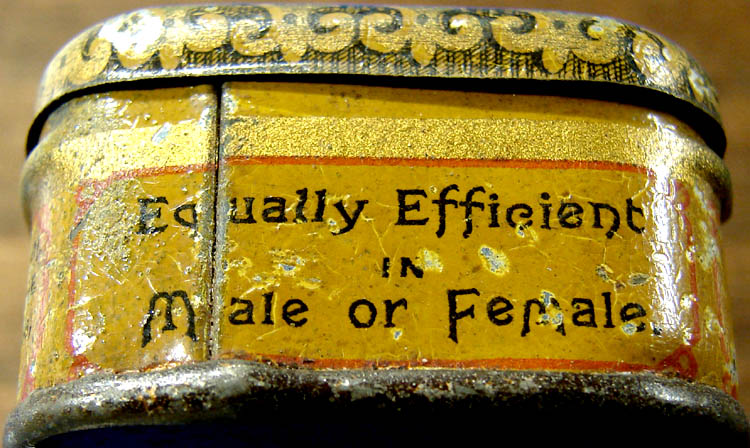 Equally Efficient
IN
Male or Female.